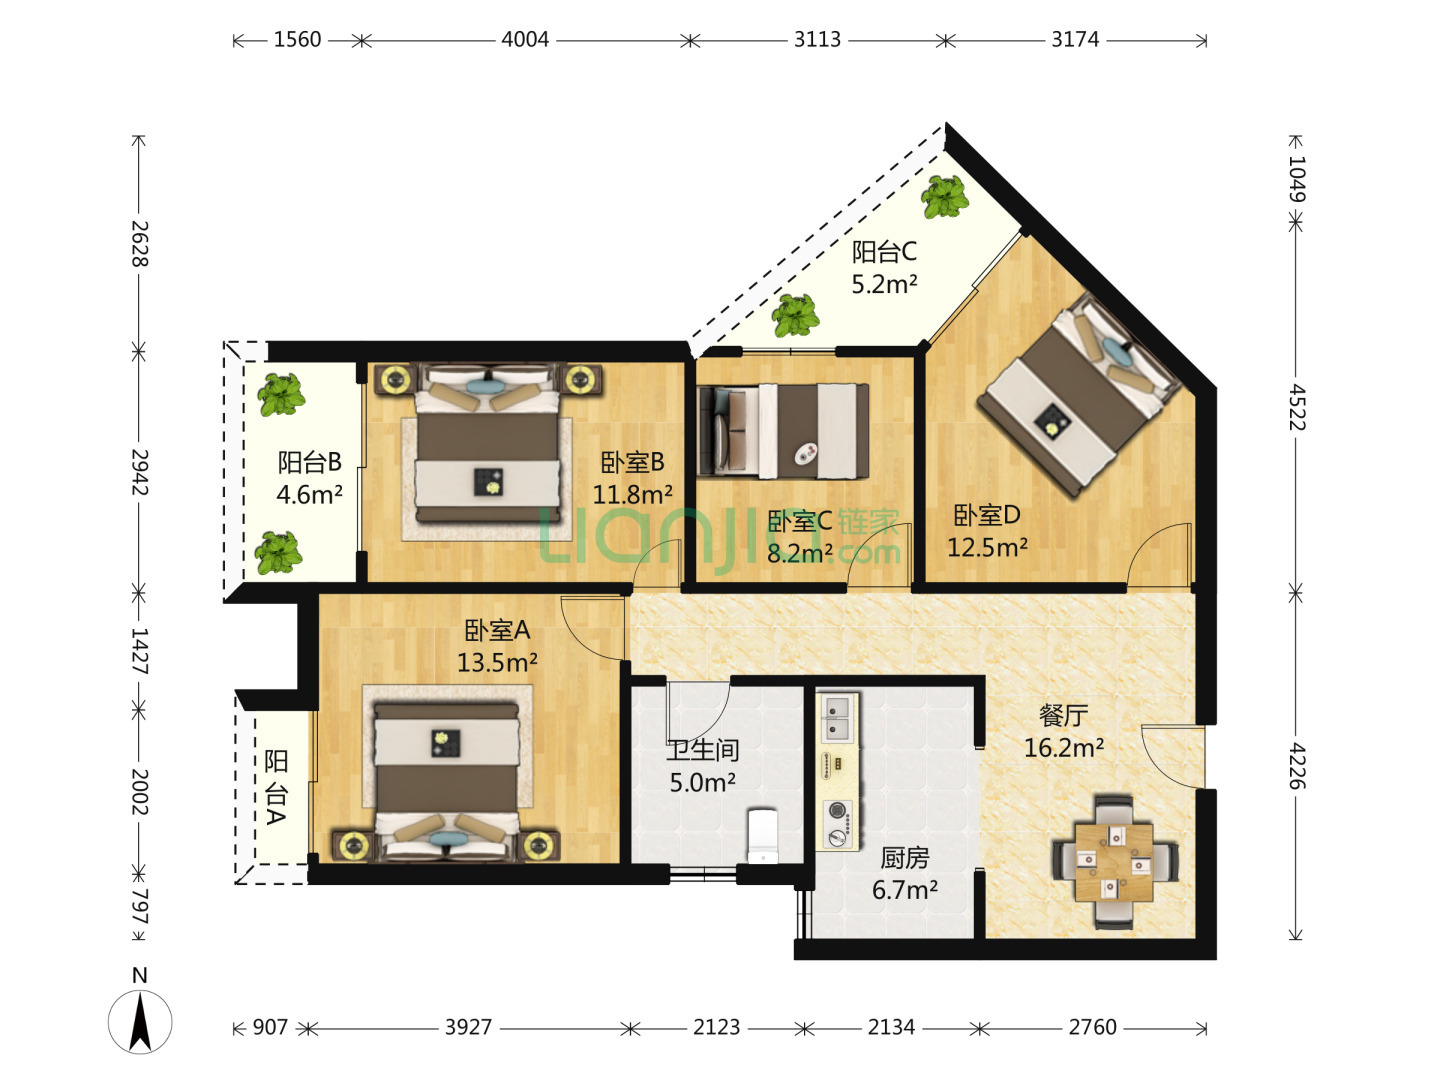 1560
4004
3113
3174
2628
2942
1427
2002
797
1049
4522
4226
阳台C
5.2m²
阳台B
4.6m²
卧室B
11.8m²
卧室C
8.2m²
卧室D
12.5m²
Lianjia
链家
.com
卧室A
13.5m²
阳台A
卫生间
5.0m²
餐厅
16.2m²
厨房
6.7m²
N
907
3927
2123
2134
2760